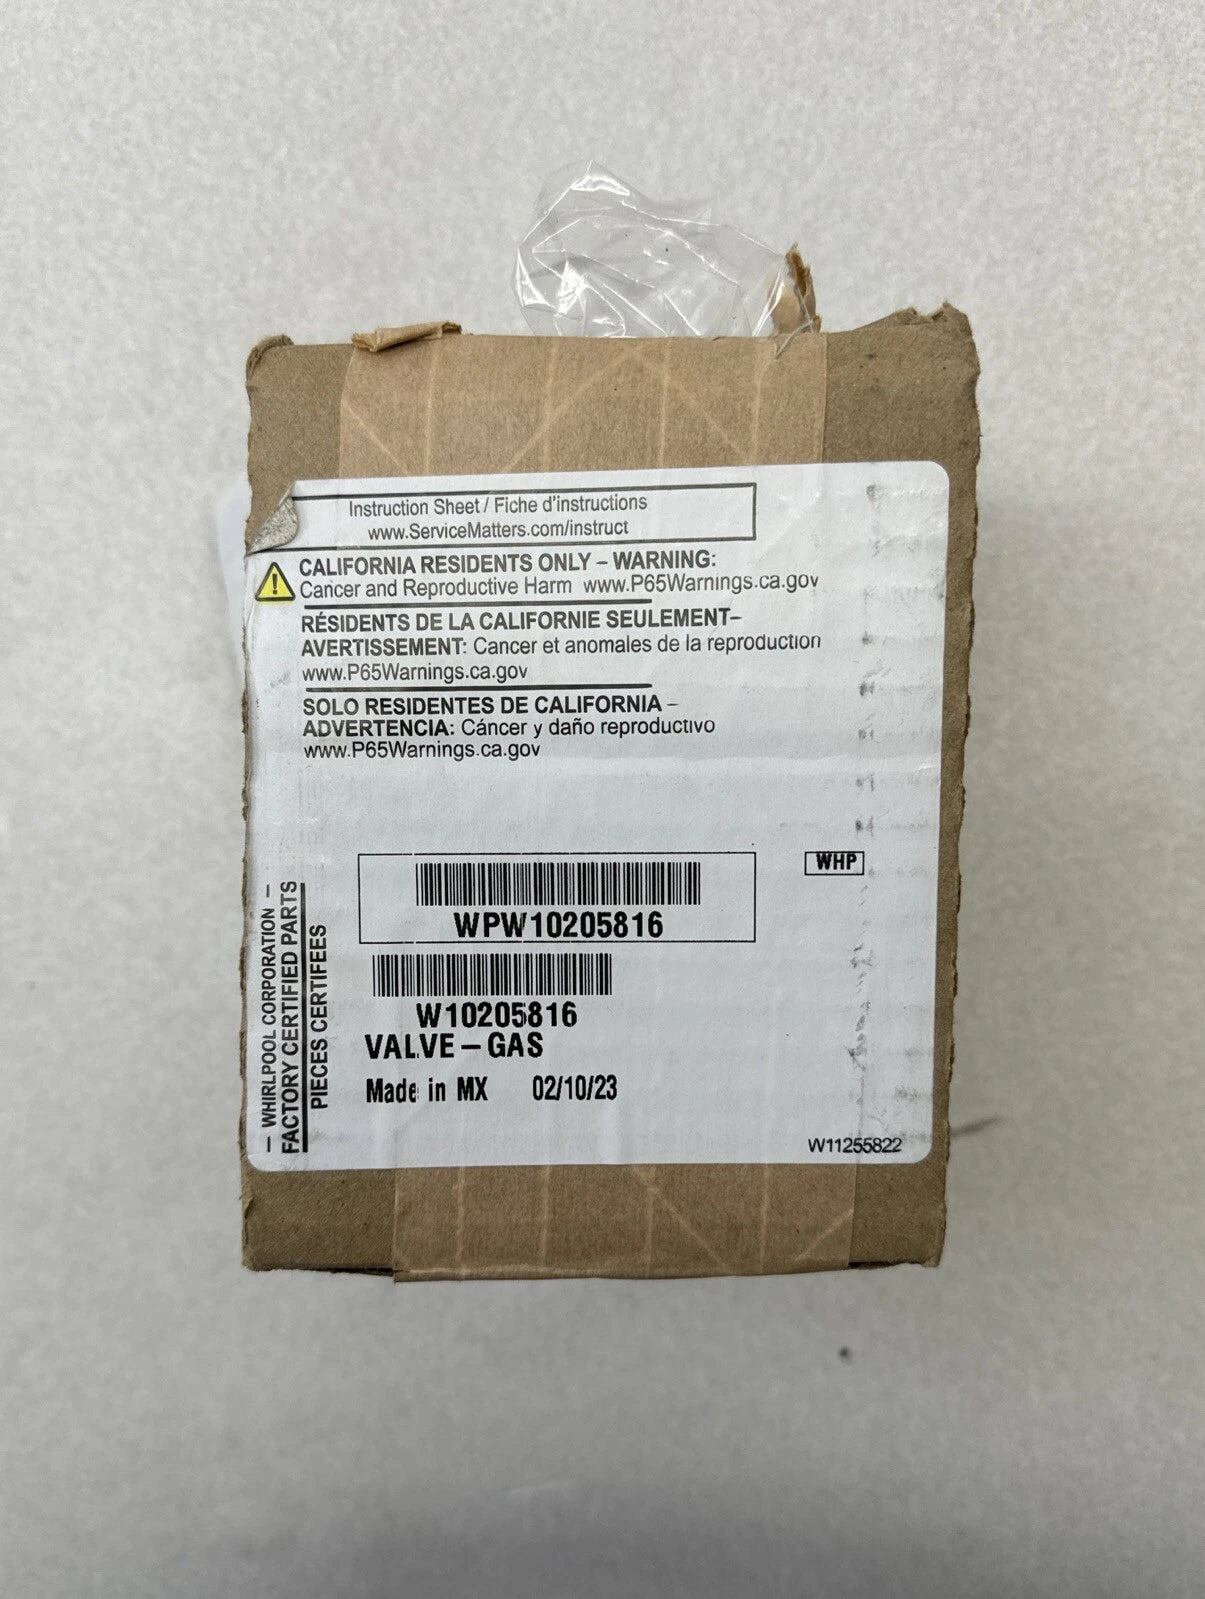 Instruction Sheet / Fiche d'instructions
www.ServiceMatters.com/instruct
CALIFORNIA RESIDENTS ONLY – WARNING:
Cancer and Reproductive Harm www.P65Warnings.ca.gov
RÉSIDENTS DE LA CALIFORNIE SEULEMENT–
AVERTISSEMENT: Cancer et anomales de la reproduction
www.P65Warnings.ca.gov
SOLO RESIDENTES DE CALIFORNIA –
ADVERTENCIA: Cáncer y daño reproductivo
www.P65Warnings.ca.gov
WHP
WPW10205816
W10205816
VALVE-GAS
Made in MX 02/10/23
W11255822
— WHIRLPOOL CORPORATION —
FACTORY CERTIFIED PARTS
PIECES CERTIFEES